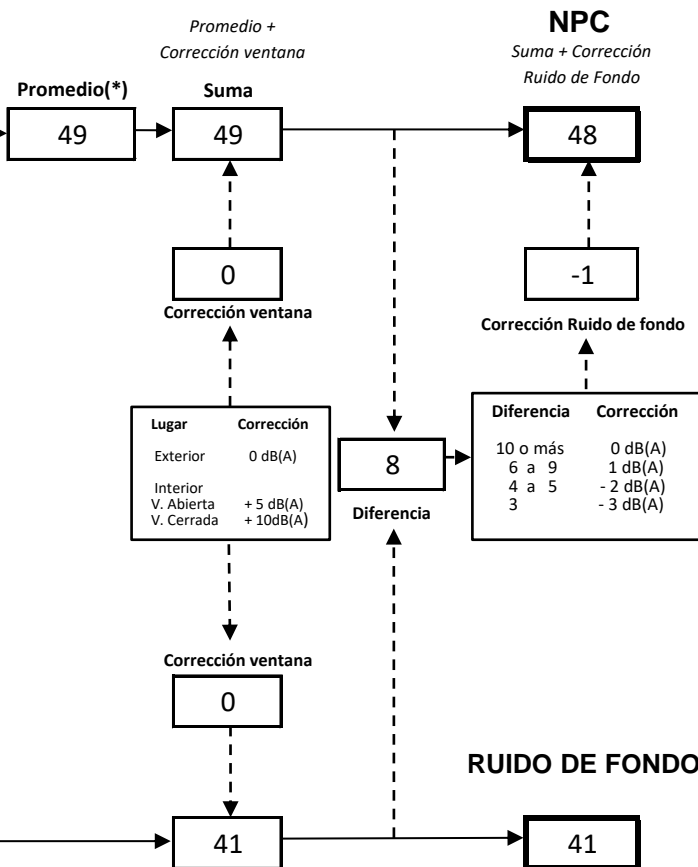 Promedio +
Corrección ventana
NPC
Suma + Corrección
Ruido de Fondo
Promedio(*)
Suma
49
49
48
0
-1
Corrección ventana
Corrección Ruido de fondo
Lugar Corrección
Exterior 0 dB(A)
Interior
V. Abierta + 5 dB(A)
V. Cerrada + 10dB(A)
8
Diferencia
Diferencia Corrección
10 o más 0 dB(A)
6 a 9 1 dB(A)
4 a 5 - 2 dB(A)
3 - 3 dB(A)
Corrección ventana
0
RUIDO DE FONDO
41
41